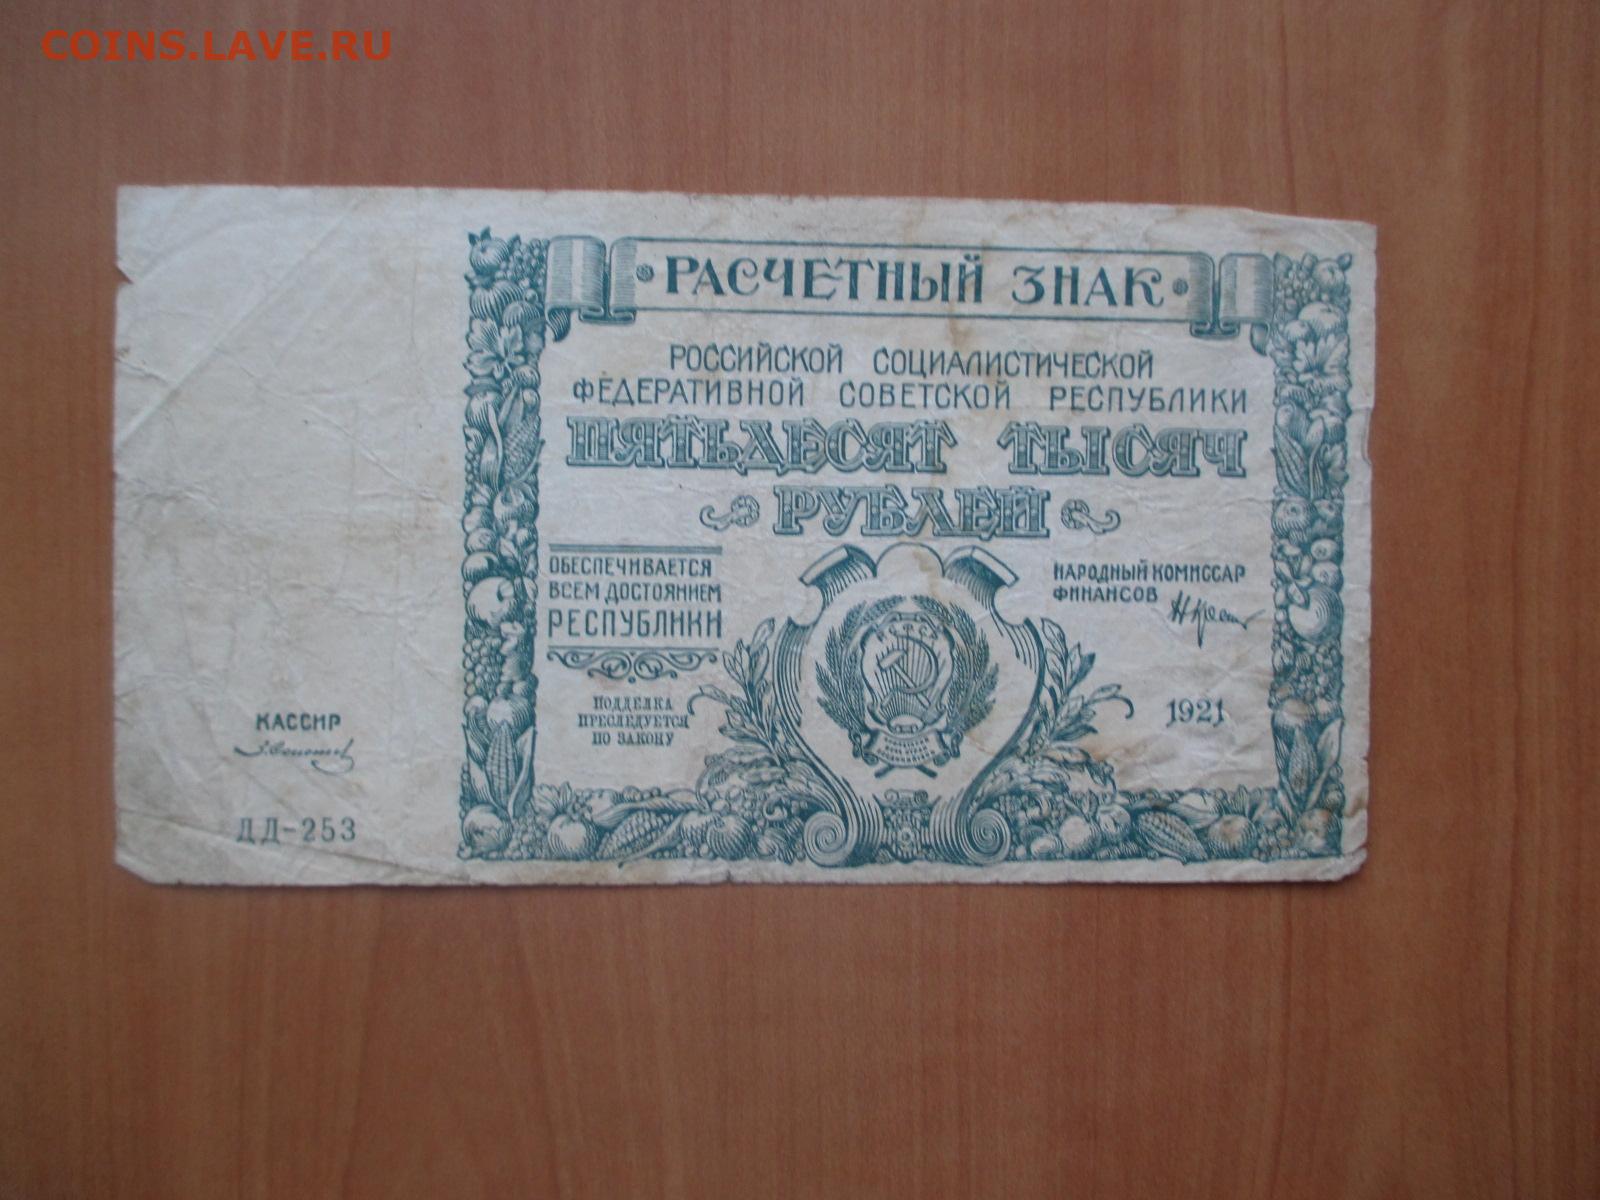 COINS.LAVE.RU
РАСЧЕТНЫЙ ЗНАК
РОССИЙСКОЙ СОЦИАЛИСТИЧЕСКОЙ
ФЕДЕРАТИВНОЙ СОВЕТСКОЙ РЕСПУБЛИКИ
ПЯТЬДЕСЯТ ТЫСЯЧ
РУБЛЕЙ
ОБЕСПЕЧИВАЕТСЯ
ВСЕМ ДОСТОЯНИЕМ
РЕСПУБЛИКИ
ПОДДЕЛКА
ПРЕСЛЕДУЕТСЯ
ПО ЗАКОНУ
НАРОДНЫЙ КОМИССАР
ФИНАНСОВ
1921
КАССИР
ДД-253